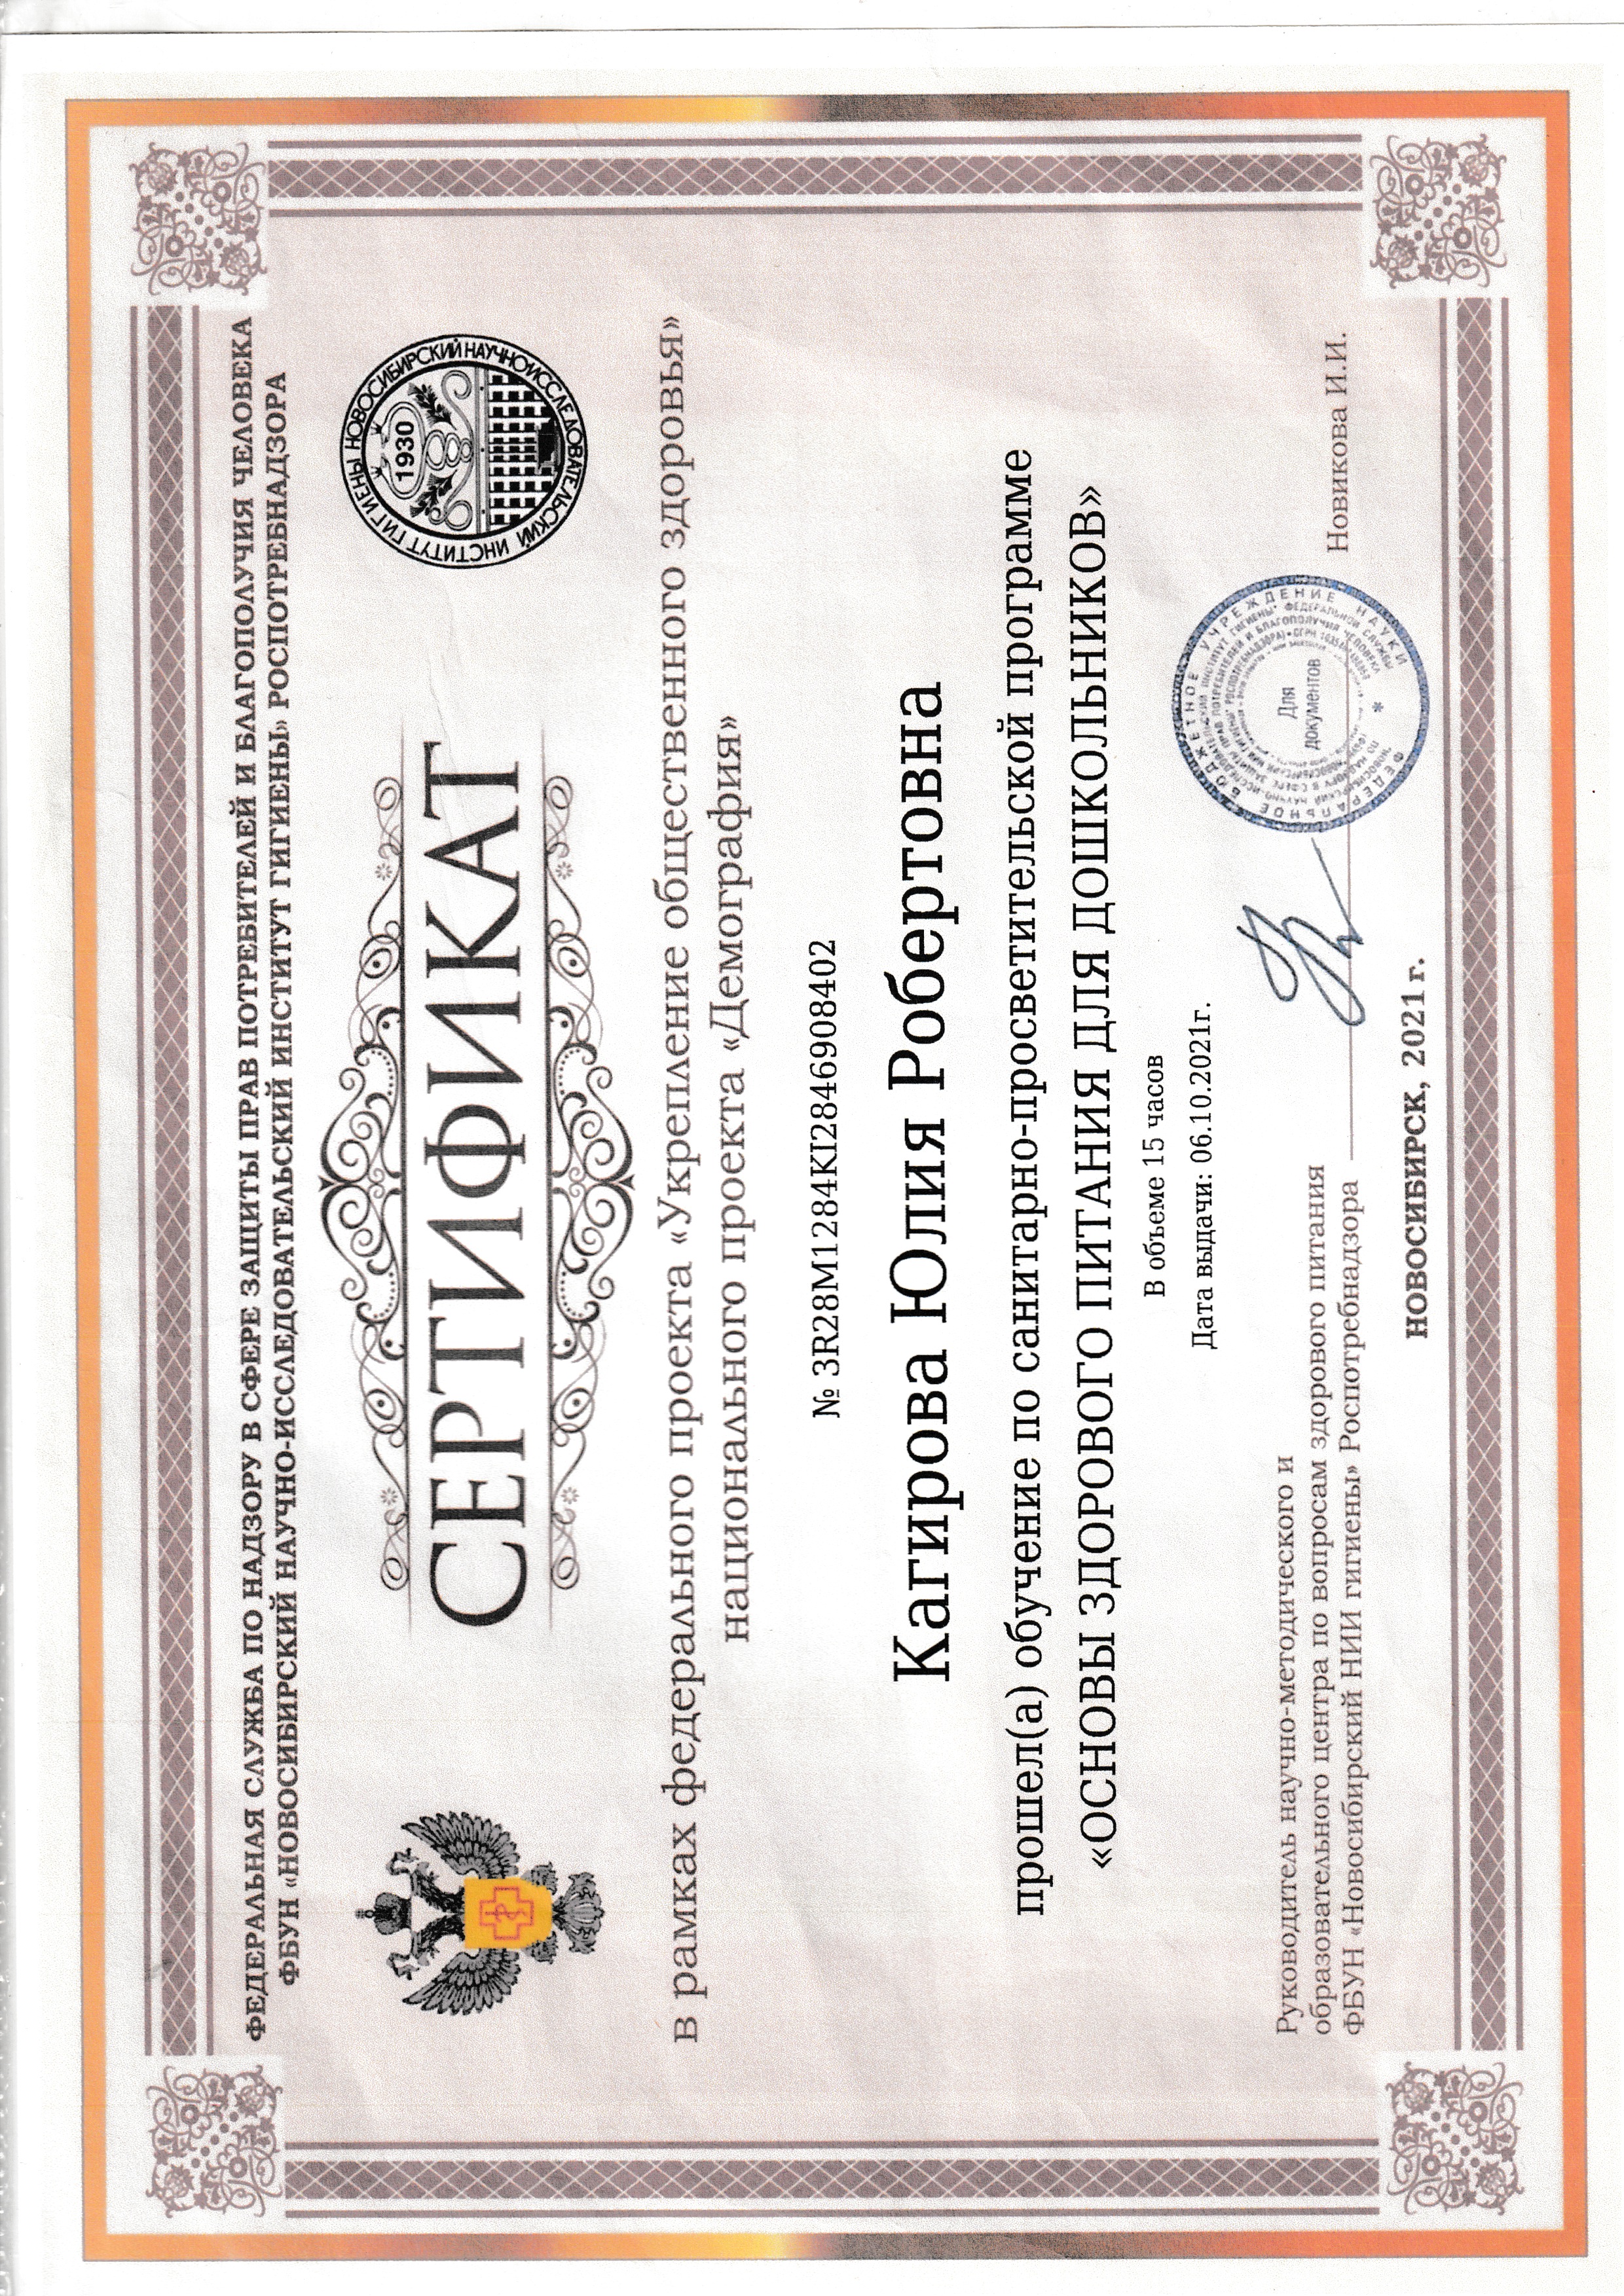 ФЕДЕРАЛЬНАЯ СЛУЖБА ПО НАДЗОРУ В СФЕРЕ ЗАЩИТЫ ПРАВ ПОТРЕБИТЕЛЕЙ И БЛАГОПОЛУЧИЯ ЧЕЛОВЕКА
ФБУН «НОВОСИБИРСКИЙ НАУЧНО-ИССЛЕДОВАТЕЛЬСКИЙ ИНСТИТУТ ГИГИЕНЫ» РОСПОТРЕБНАДЗОРА
НОВОСИБИРСКИЙ НАУЧНО-ИССЛЕДОВАТЕЛЬСКИЙ ИНСТИТУТ ГИГИЕНЫ
1930
СЕРТИФИКАТ
в рамках федерального проекта «Укрепление общественного здоровья»
национального проекта «Демография»
№ 3R28M1284KI2846908402
Кагирова Юлия Робертовна
прошел(а) обучение по санитарно-просветительской программе
«ОСНОВЫ ЗДОРОВОГО ПИТАНИЯ ДЛЯ ДОШКОЛЬНИКОВ»
В объеме 15 часов
Дата выдачи: 06.10.2021г.
Руководитель научно-методического и
образовательного центра по вопросам здорового питания
ФБУН «Новосибирский НИИ гигиены» Роспотребнадзора
Новикова И.И.
ФЕДЕРАЛЬНОЕ БЮДЖЕТНОЕ УЧРЕЖДЕНИЕ НАУКИ
Для
документов
НОВОСИБИРСК, 2021 г.